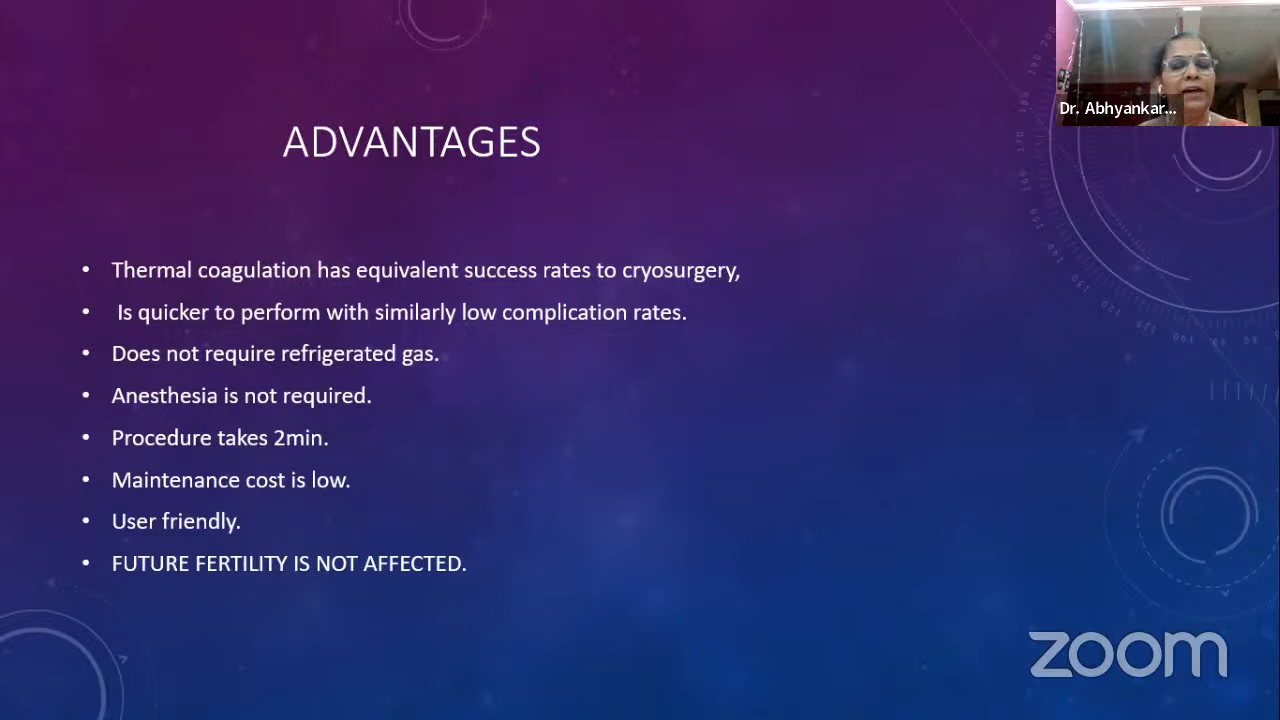 Dr. Abhyankar...
ADVANTAGES
• Thermal coagulation has equivalent success rates to cryosurgery,
• Is quicker to perform with similarly low complication rates.
• Does not require refrigerated gas.
• Anesthesia is not required.
• Procedure takes 2min.
• Maintenance cost is low.
• User friendly.
• FUTURE FERTILITY IS NOT AFFECTED.
zoom